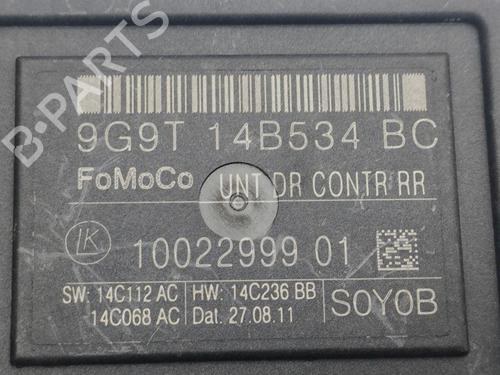 B-PARTS
9G9T 14B534 BC
FoMoCo UNT DR CONTR RR
LK 10022999 01
SW: 14C112 AC HW: 14C236 BB
14C068 AC Dat: 27.08.11
S0Y0B